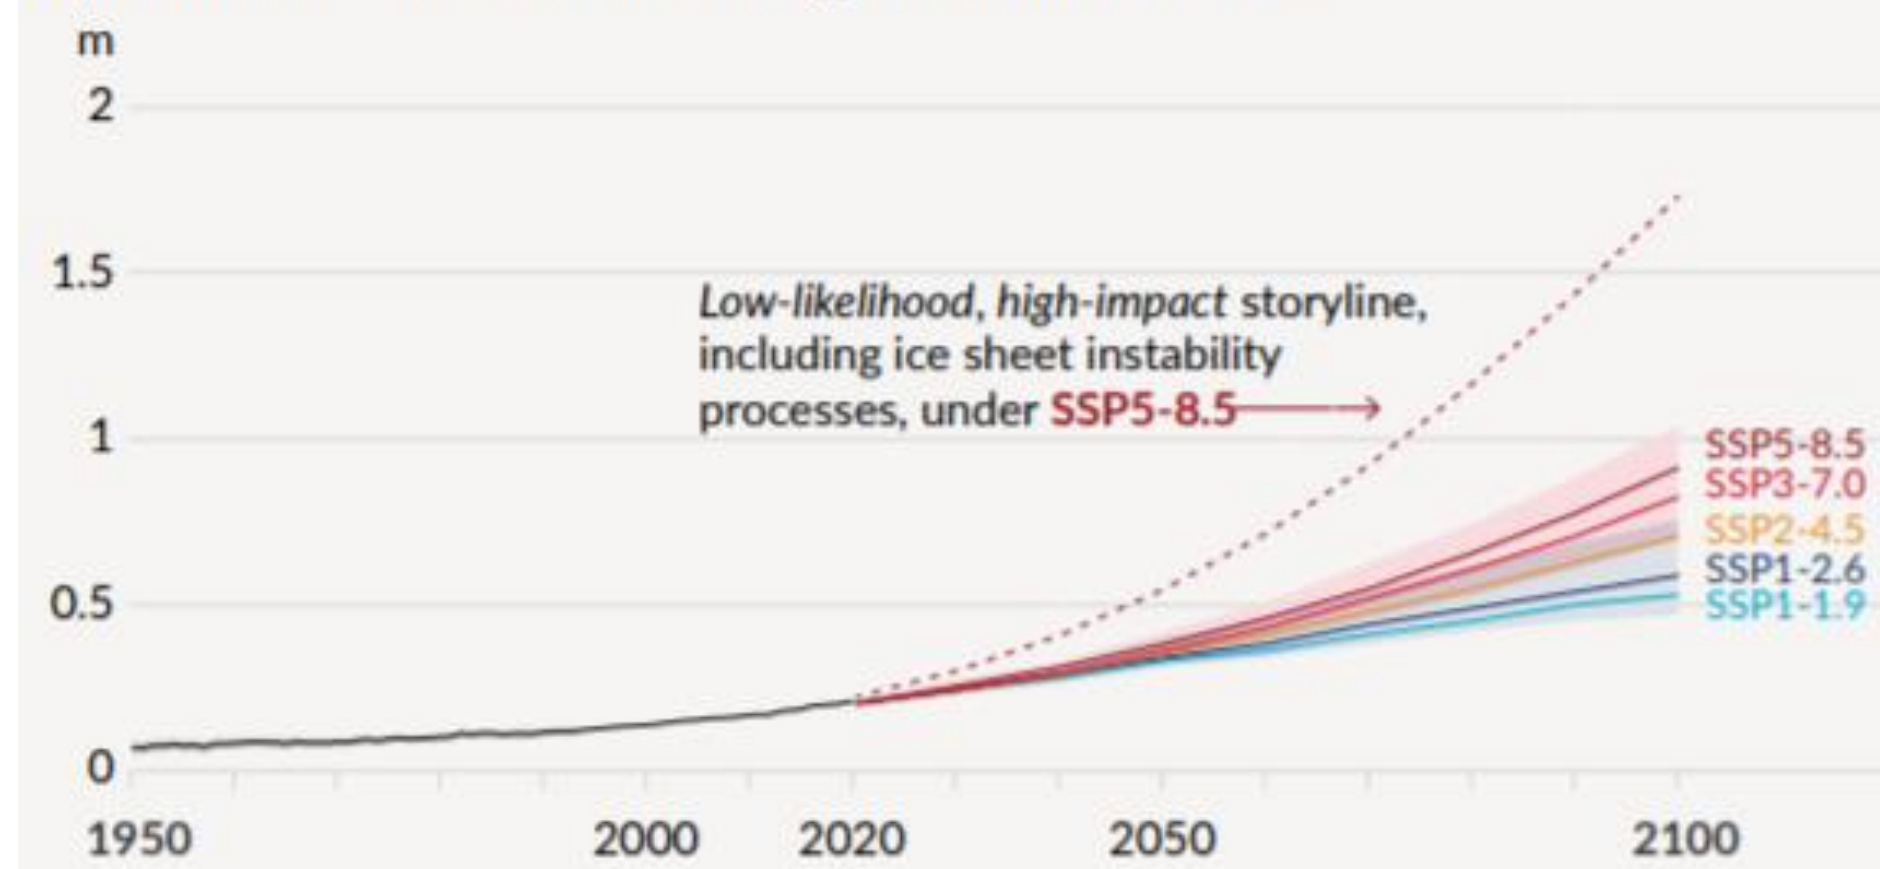 m
2
1.5
Low-likelihood, high-impact storyline,
including ice sheet instability
processes, under SSP5-8.5
1
SSP5-8.5
SSP3-7.0
SSP2-4.5
0.5
SSP1-2.6
SSP1-1.9
0
1950 2000 2020 2050 2100